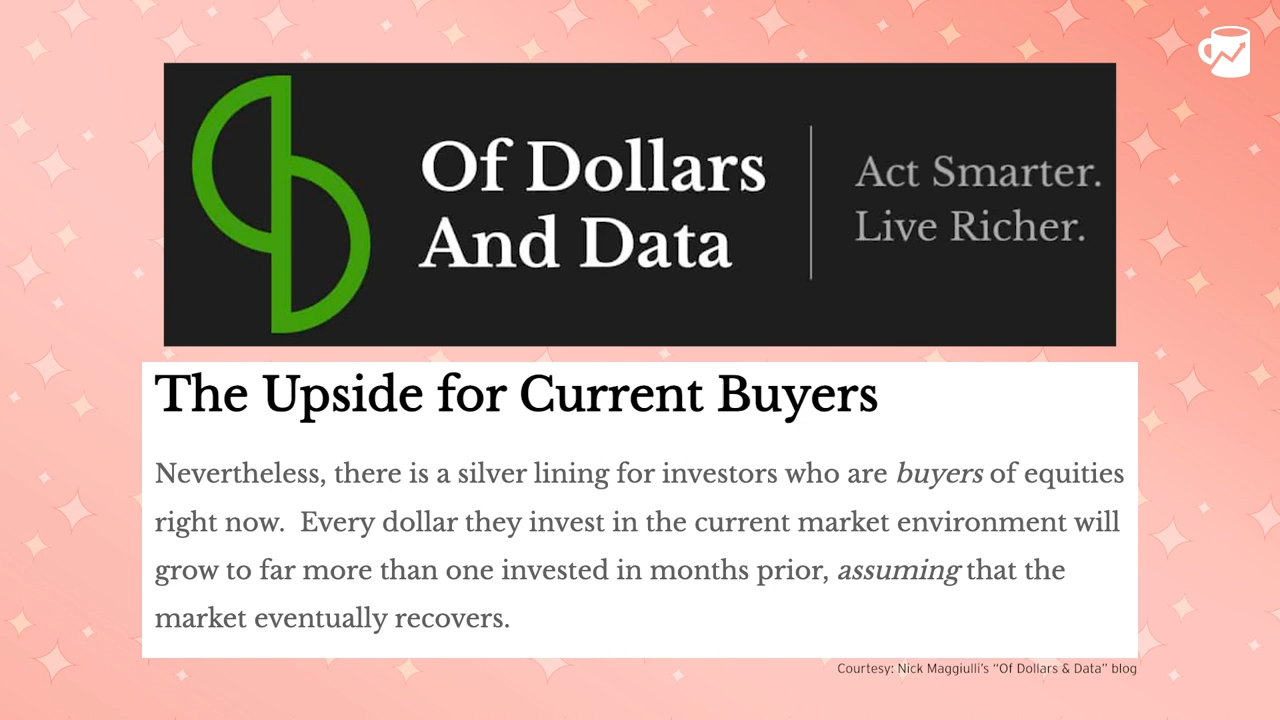 Of Dollars
And Data
Act Smarter.
Live Richer.
The Upside for Current Buyers
Nevertheless, there is a silver lining for investors who are buyers of equities
right now.  Every dollar they invest in the current market environment will
grow to far more than one invested in months prior, assuming that the
market eventually recovers.
Courtesy: Nick Maggiulli's "Of Dollars & Data" blog